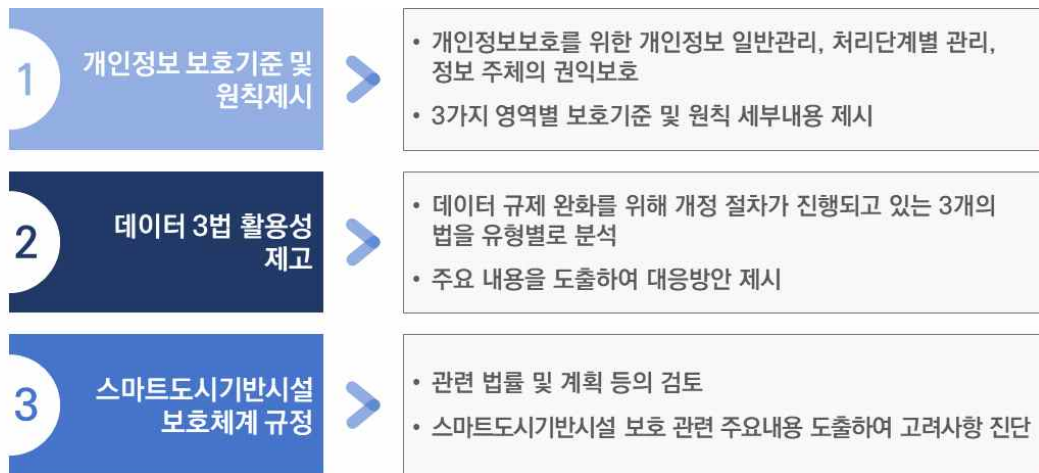 1
개인정보 보호기준 및
원칙제시
• 개인정보보호를 위한 개인정보 일반관리, 처리단계별 관리,
정보 주체의 권익보호
• 3가지 영역별 보호기준 및 원칙 세부내용 제시
2
데이터 3법 활용성
제고
• 데이터 규제 완화를 위해 개정 절차가 진행되고 있는 3개의
법을 유형별로 분석
• 주요 내용을 도출하여 대응방안 제시
3
스마트도시기반시설
보호체계 규정
• 관련 법률 및 계획 등의 검토
• 스마트도시기반시설 보호 관련 주요내용 도출하여 고려사항 진단